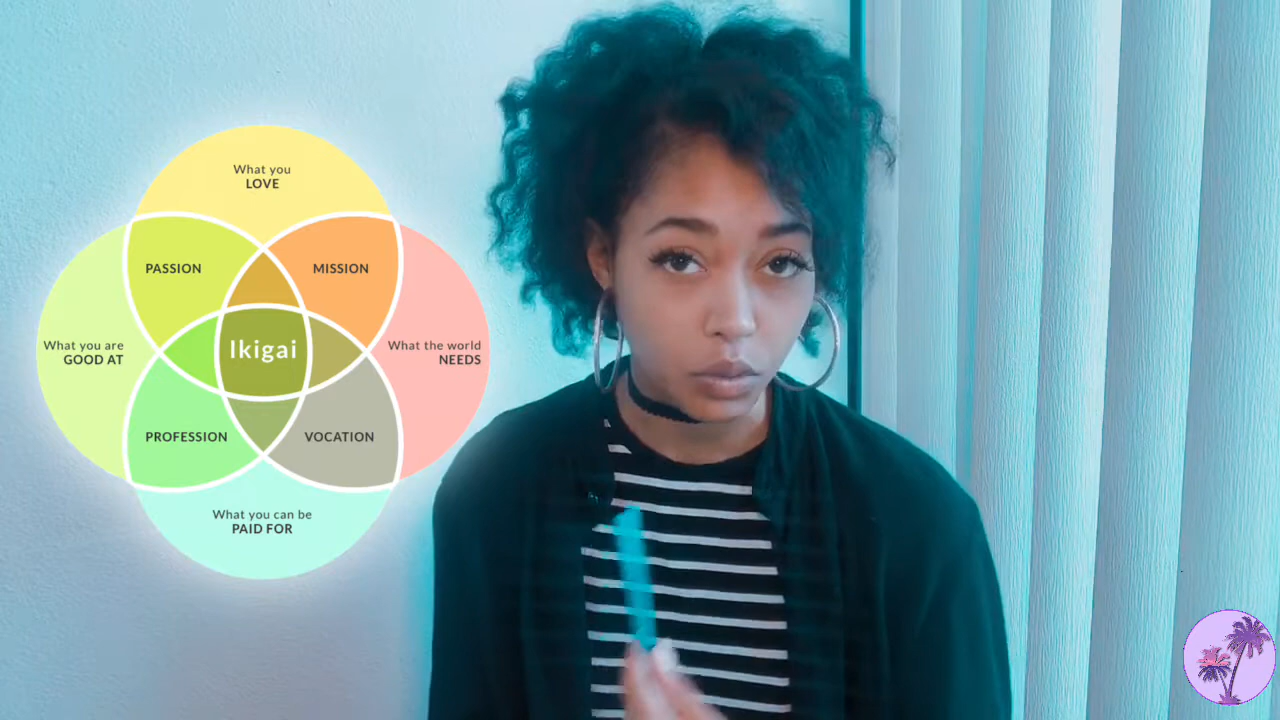 What you
LOVE
PASSION
MISSION
What you are
GOOD AT
Ikigai
What the world
NEEDS
PROFESSION
VOCATION
What you can be
PAID FOR